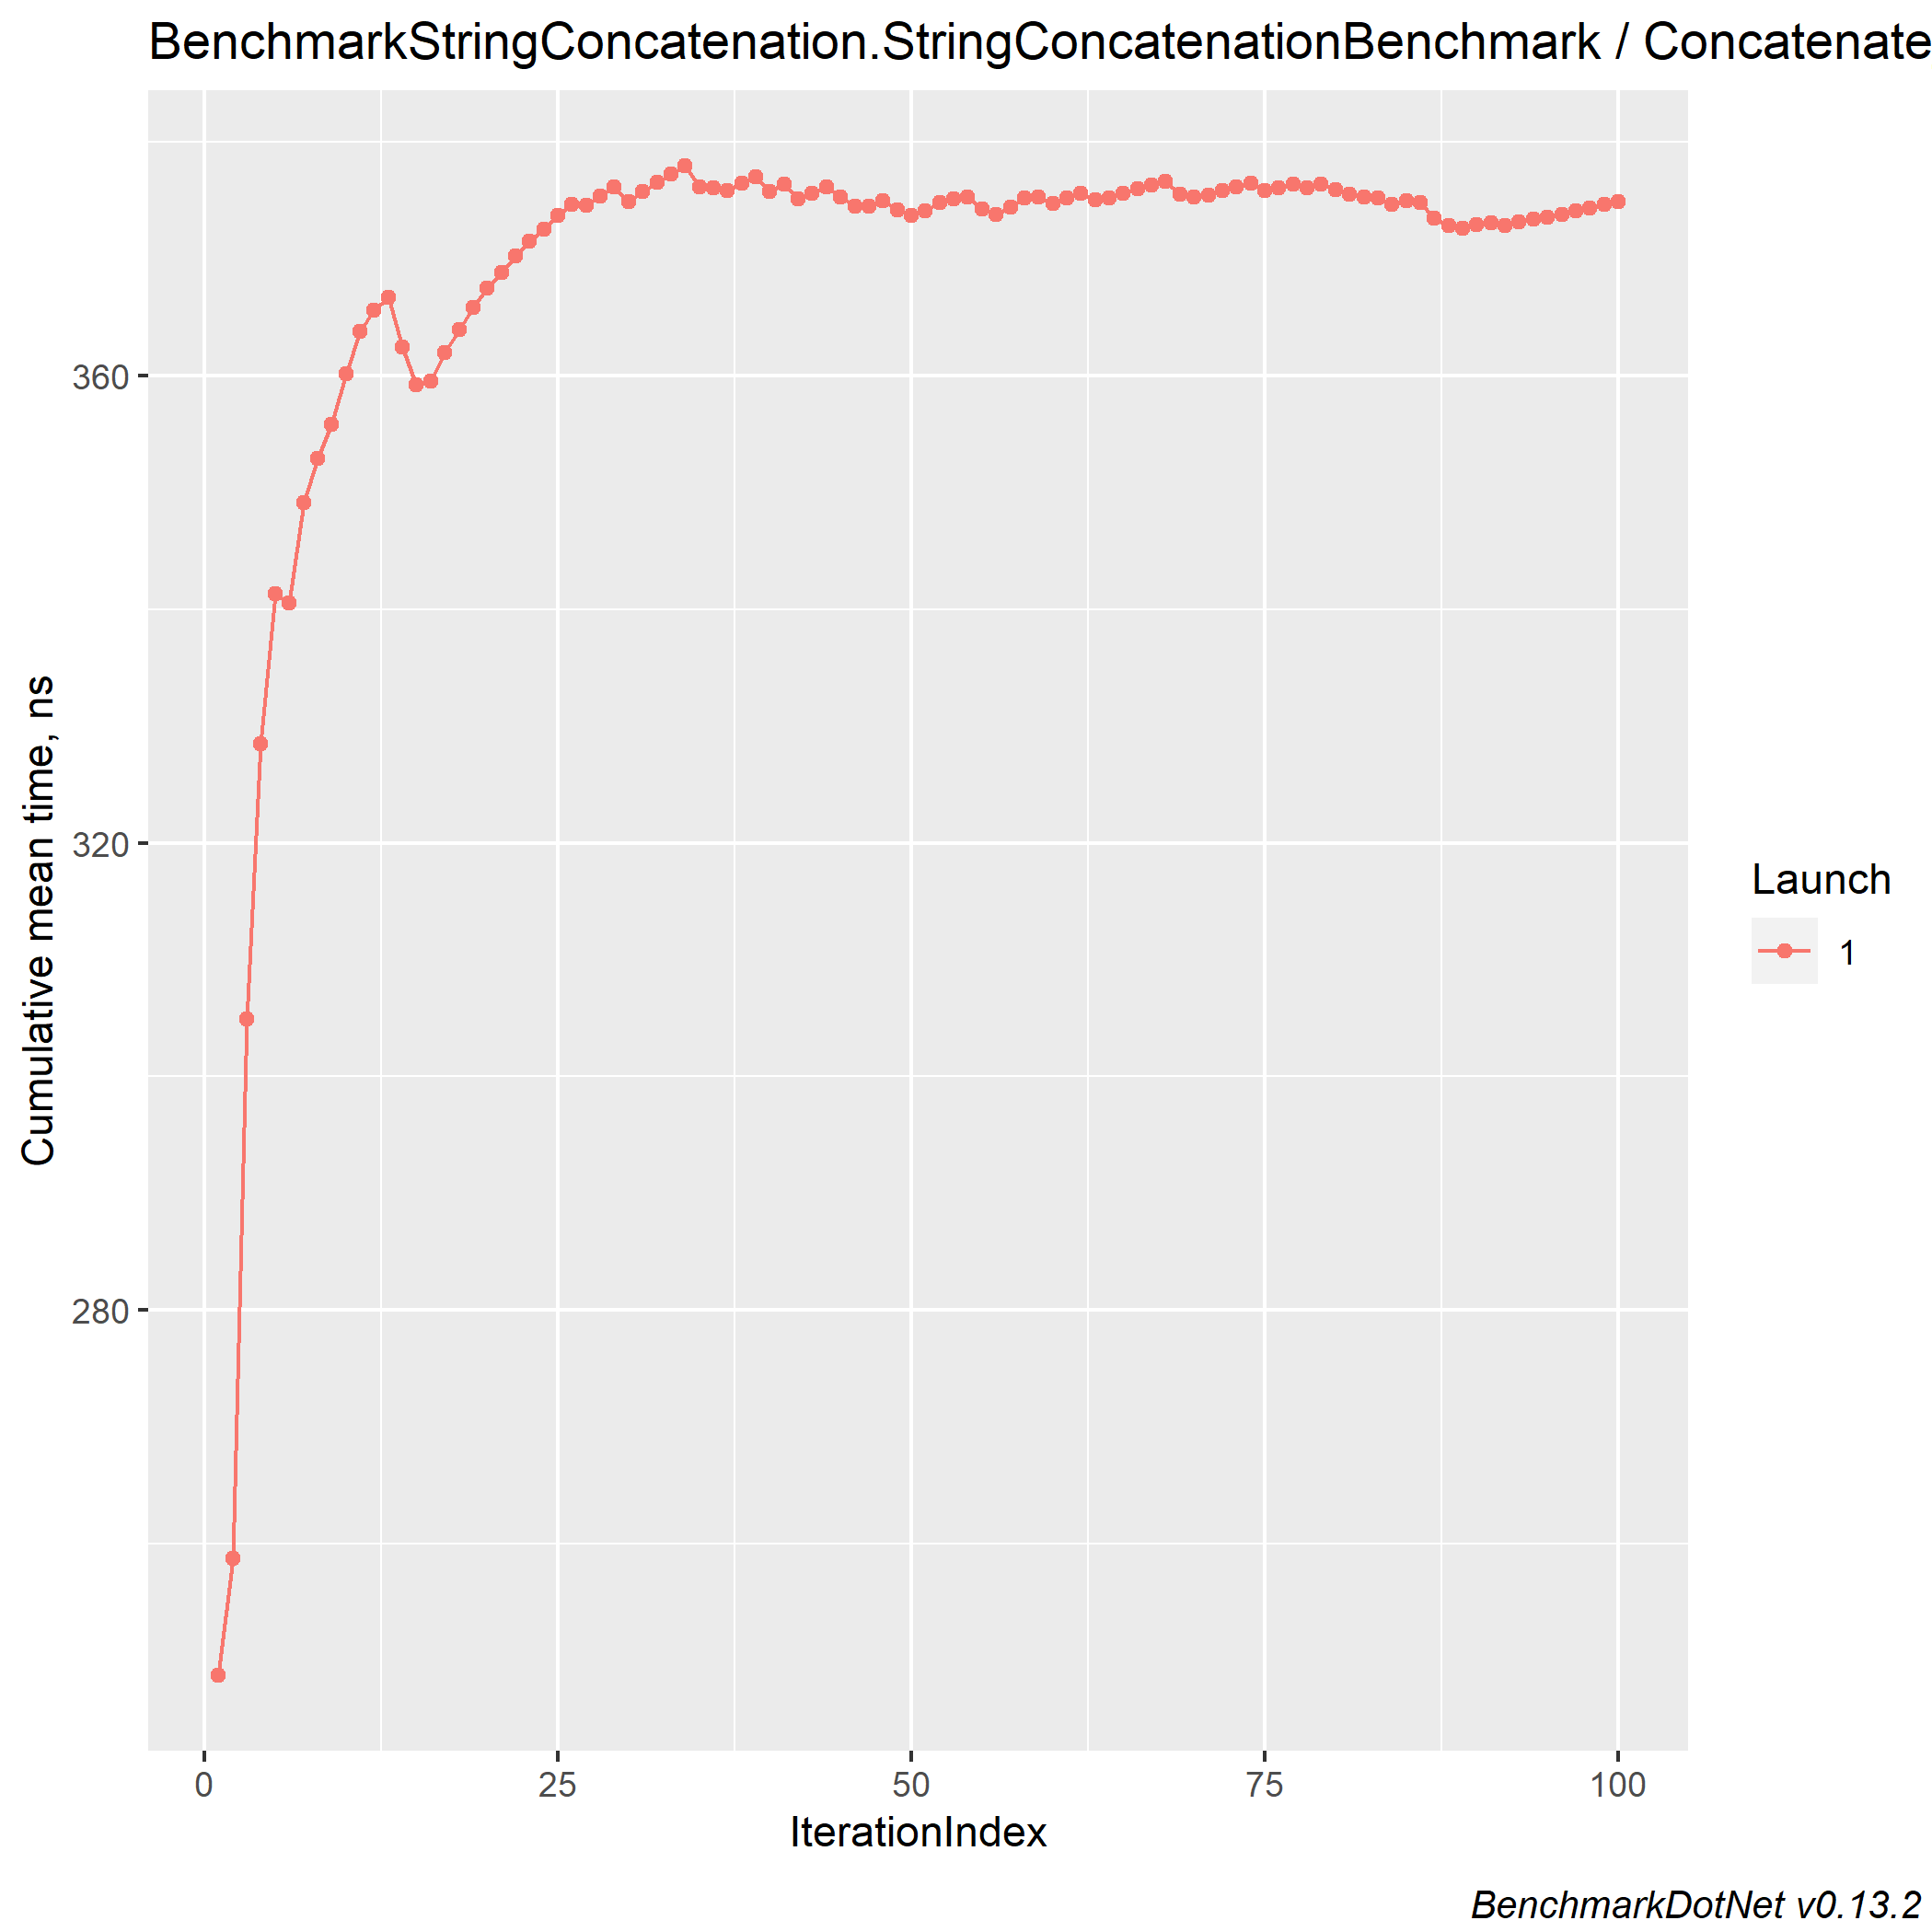 BenchmarkStringConcatenation.StringConcatenationBenchmark / Concatenate
360
320
280
Cumulative mean time, ns
0 25 50 75 100
IterationIndex
Launch
1
BenchmarkDotNet v0.13.2